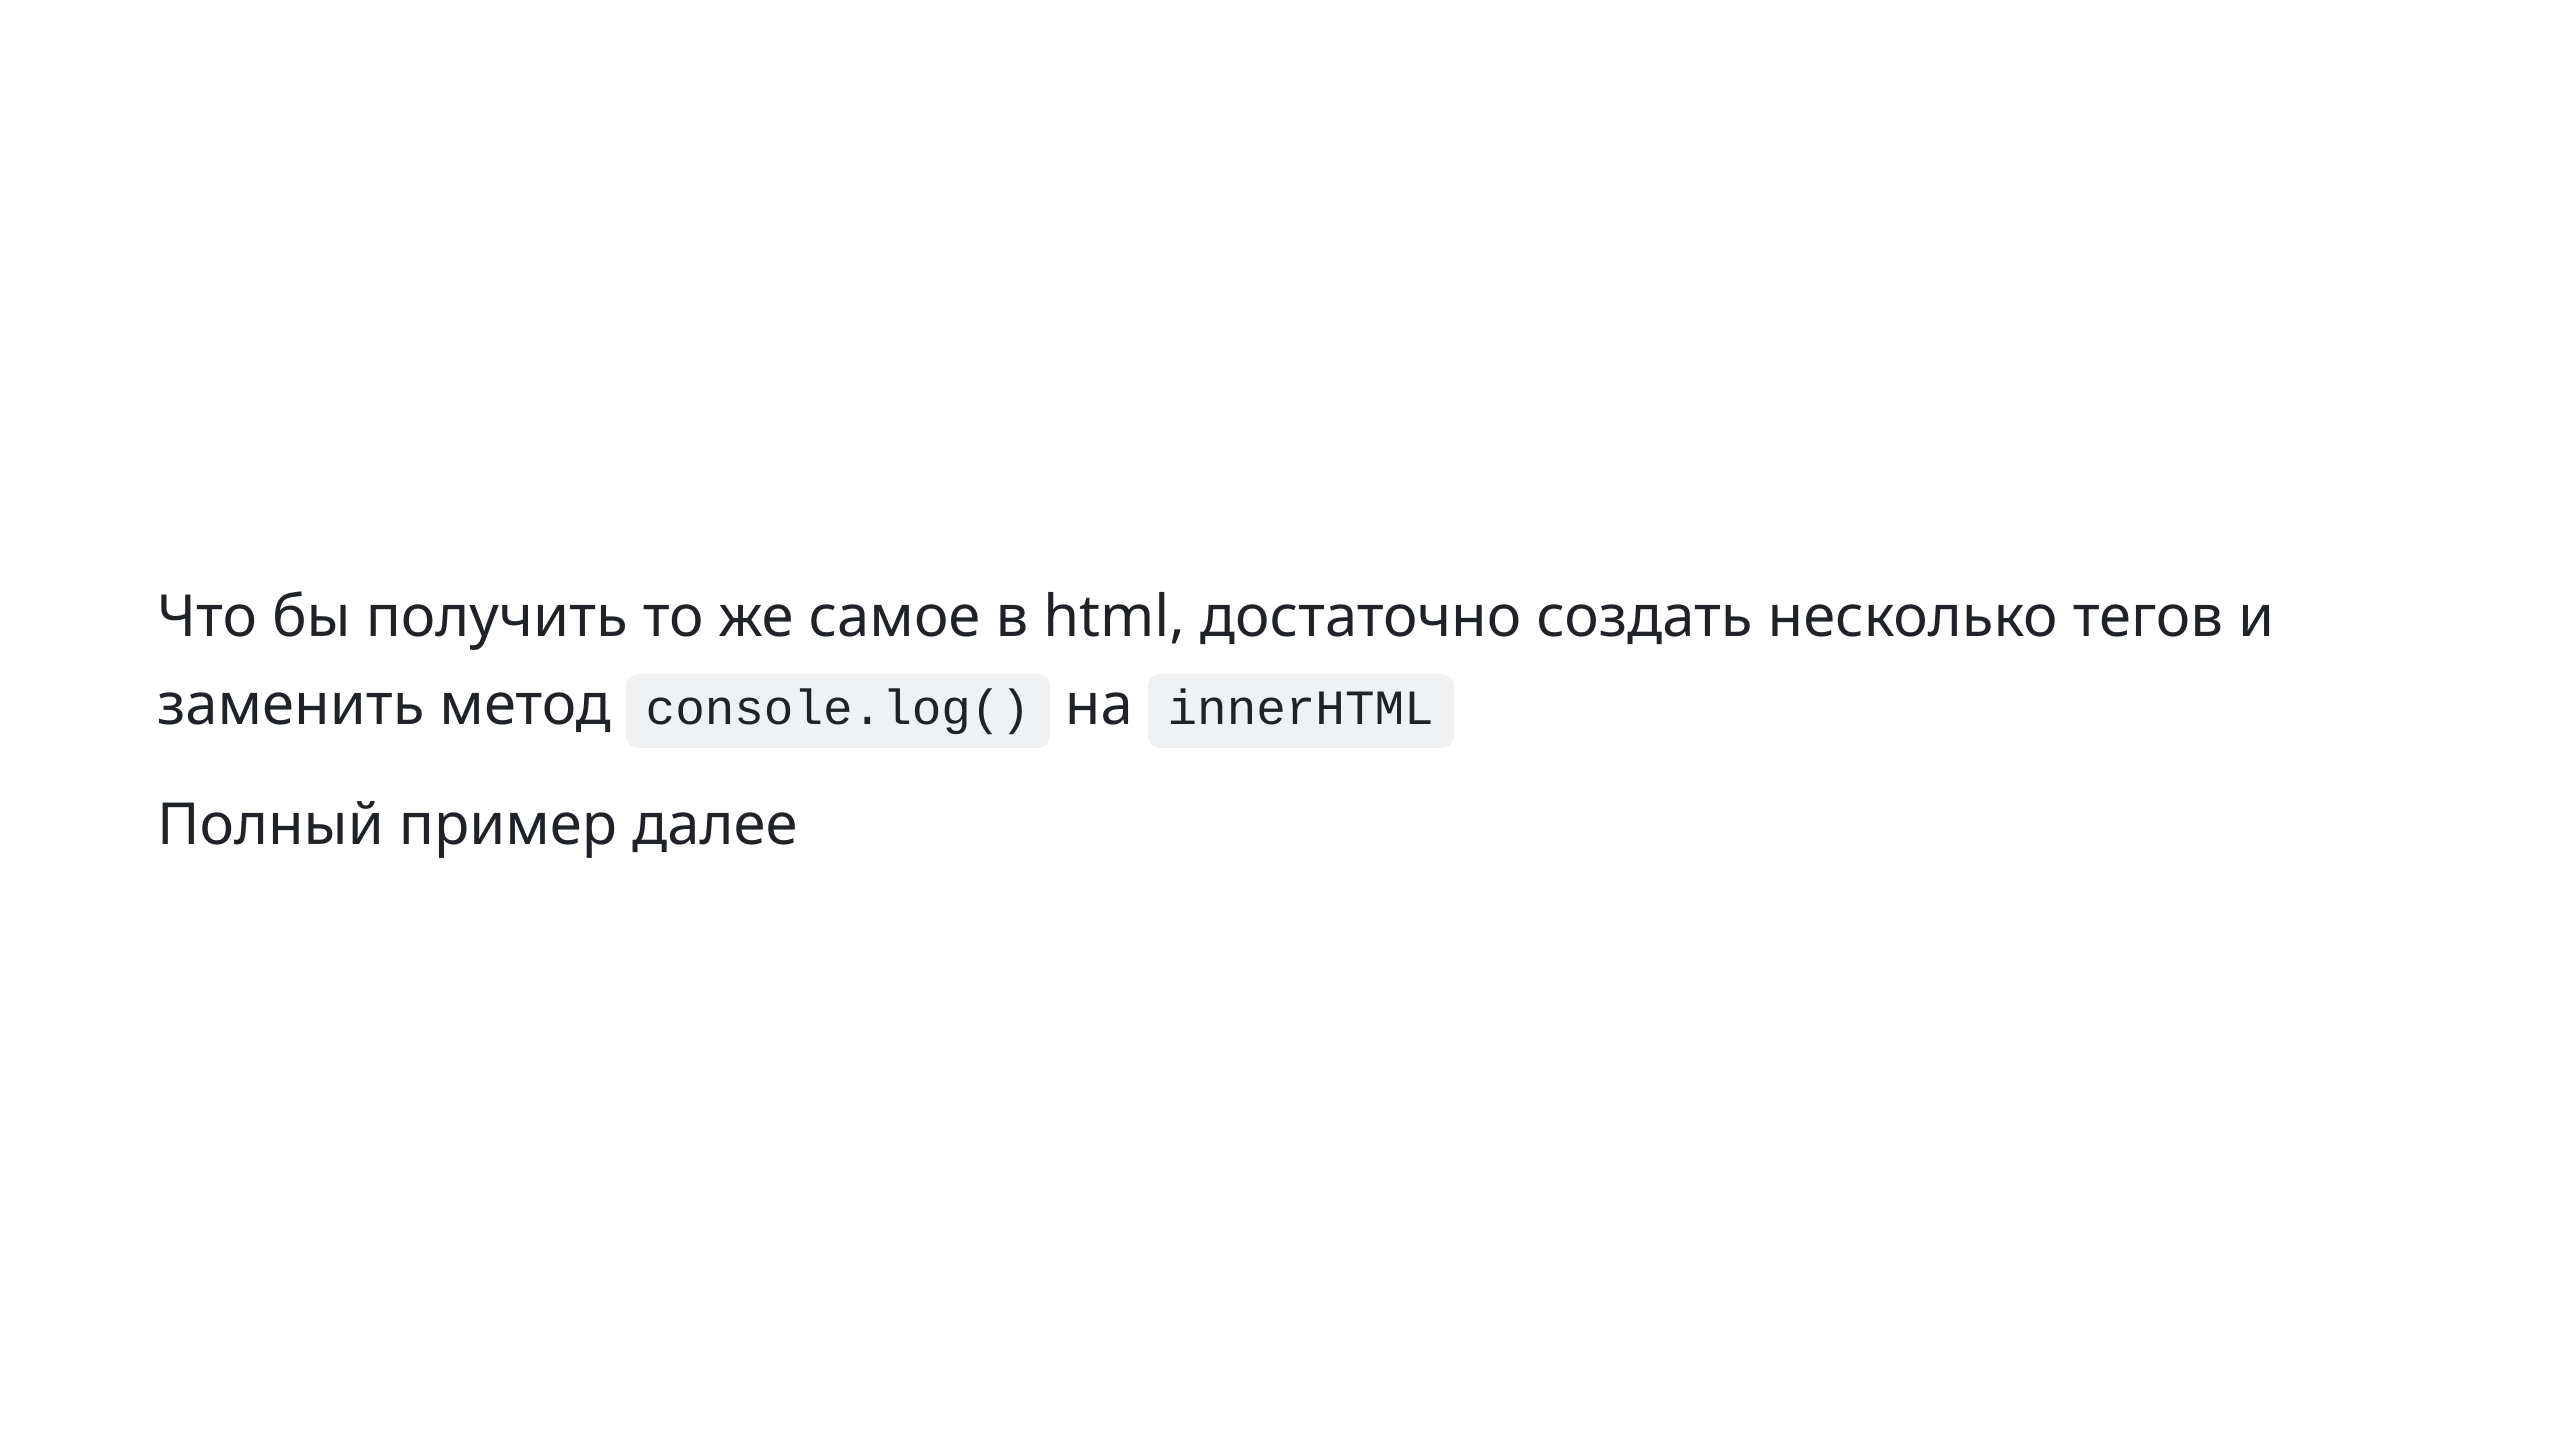 Что бы получить то же самое в html, достаточно создать несколько тегов и
заменить метод console.log() на innerHTML
Полный пример далее